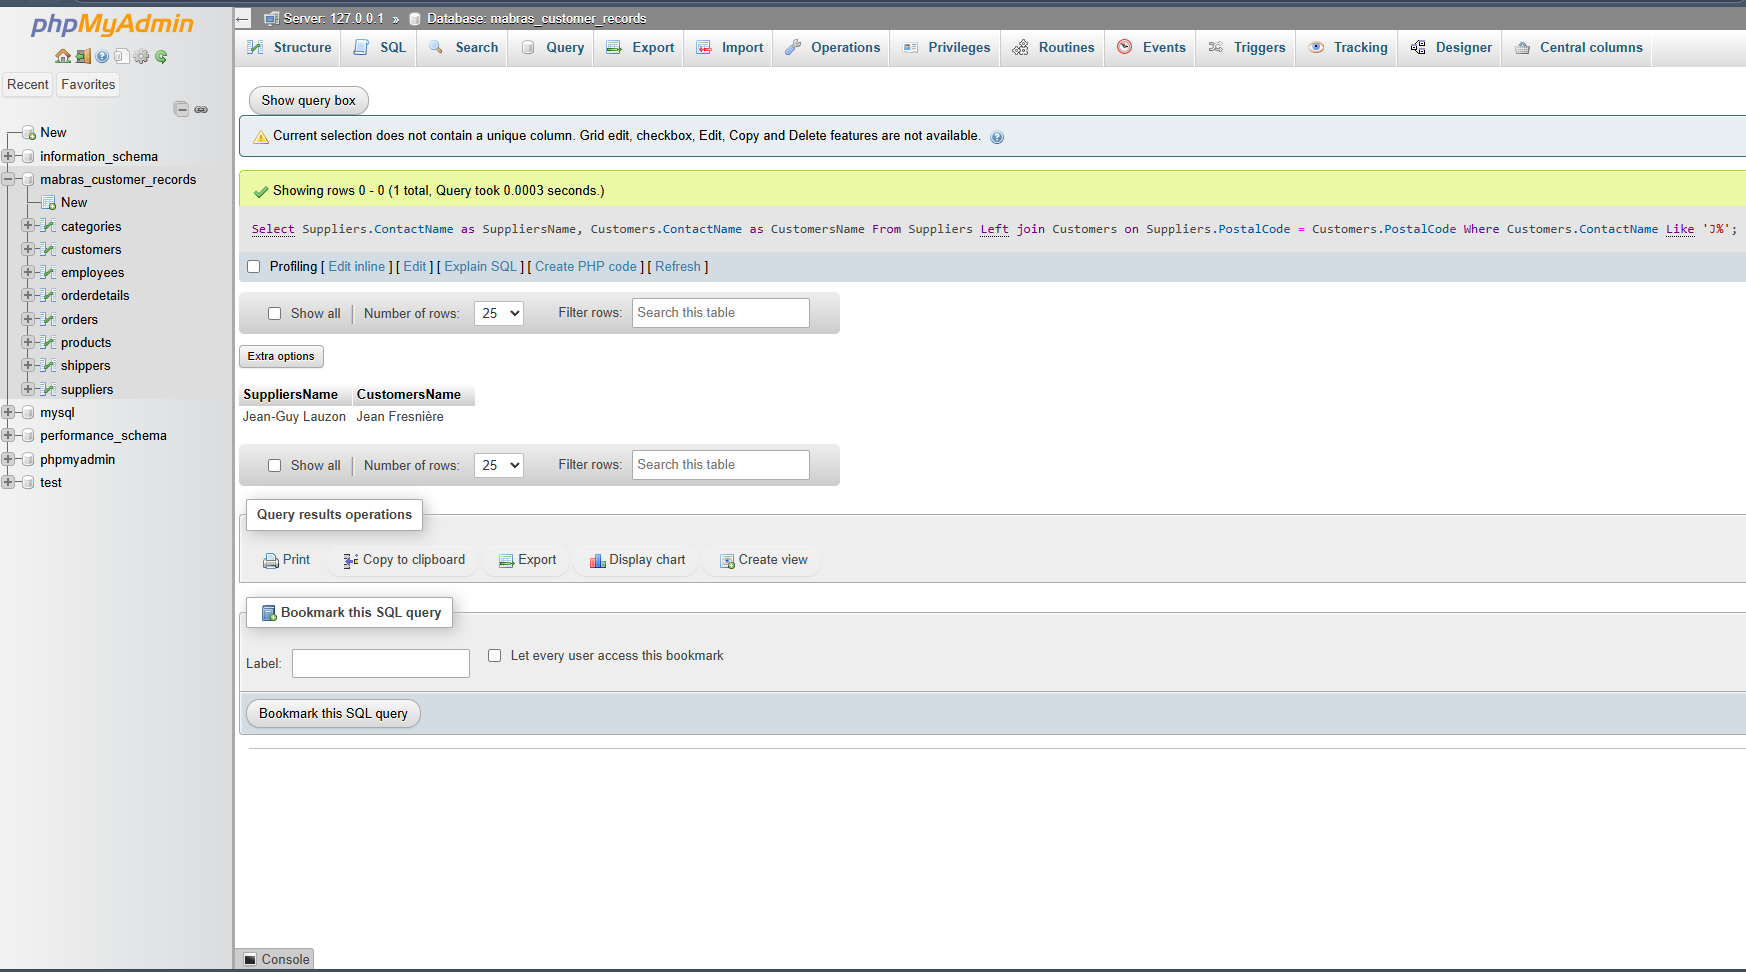 phpMyAdmin
Recent
Favorites
New
information_schema
mabras_customer_records
New
categories
customers
employees
orderdetails
orders
products
shippers
suppliers
mysql
performance_schema
phpmyadmin
test
Server: 127.0.0.1 » Database: mabras_customer_records
Structure SQL Search Query Export Import Operations Privileges Routines Events Triggers Tracking Designer Central columns
Show query box
Current selection does not contain a unique column. Grid edit, checkbox, Edit, Copy and Delete features are not available.
Showing rows 0 - 0 (1 total, Query took 0.0003 seconds.)
Select Suppliers.ContactName as SuppliersName, Customers.ContactName as CustomersName From Suppliers Left join Customers on Suppliers.PostalCode = Customers.PostalCode Where Customers.ContactName Like 'J%';
Profiling [ Edit inline ] [ Edit ] [ Explain SQL ] [ Create PHP code ] [ Refresh ]
Show all | Number of rows: 25 Filter rows: Search this table
Extra options
SuppliersName CustomersName
Jean-Guy Lauzon Jean Fresnière
Show all | Number of rows: 25 Filter rows: Search this table
Query results operations
Print Copy to clipboard Export Display chart Create view
Bookmark this SQL query
Label: Let every user access this bookmark
Bookmark this SQL query
Console